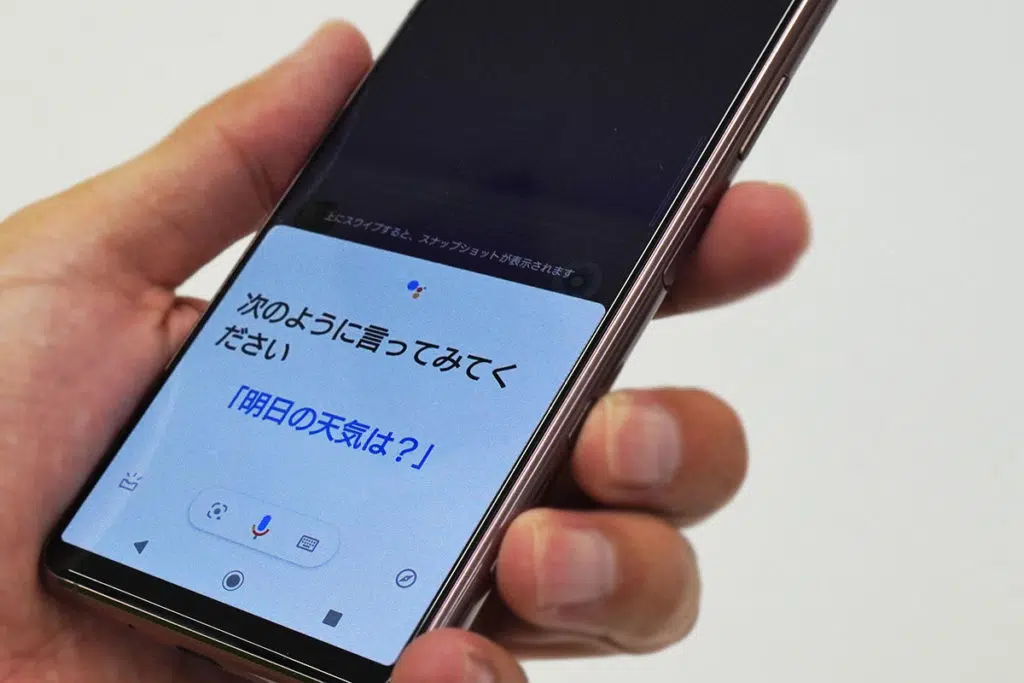 上にスワイプすると、スナップショットが表示されます
次のように言ってみてく
ださい
「明日の天気は？」